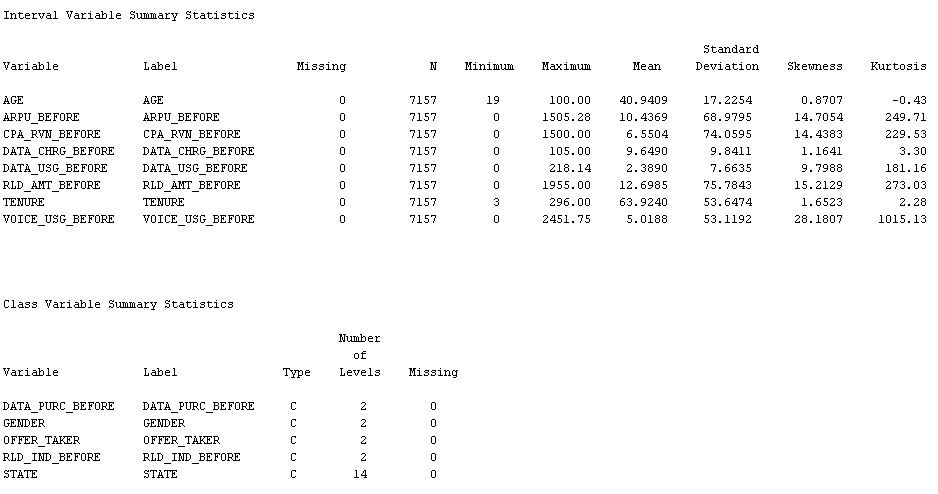 Interval Variable Summary Statistics
Standard
Variable Label Missing N Minimum Maximum Mean Deviation Skewness Kurtosis
AGE AGE 0 7157 19 100.00 40.9409 17.2254 0.8707 -0.43
ARPU_BEFORE ARPU_BEFORE 0 7157 0 1505.28 10.4369 68.9795 14.7054 249.71
CPA_RVN_BEFORE CPA_RVN_BEFORE 0 7157 0 1500.00 6.5504 74.0595 14.4383 229.53
DATA_CHRG_BEFORE DATA_CHRG_BEFORE 0 7157 0 105.00 9.6490 9.8411 1.1641 3.30
DATA_USG_BEFORE DATA_USG_BEFORE 0 7157 0 218.14 2.3890 7.6635 9.7988 181.16
RLD_AMT_BEFORE RLD_AMT_BEFORE 0 7157 0 1955.00 12.6985 75.7843 15.2129 273.03
TENURE TENURE 0 7157 3 296.00 63.9240 53.6474 1.6523 2.28
VOICE_USG_BEFORE VOICE_USG_BEFORE 0 7157 0 2451.75 5.0188 53.1192 28.1807 1015.13
Class Variable Summary Statistics
Number
of
Variable Label Type Levels Missing
DATA_PURC_BEFORE DATA_PURC_BEFORE C 2 0
GENDER GENDER C 2 0
OFFER_TAKER OFFER_TAKER C 2 0
RLD_IND_BEFORE RLD_IND_BEFORE C 2 0
STATE STATE C 14 0